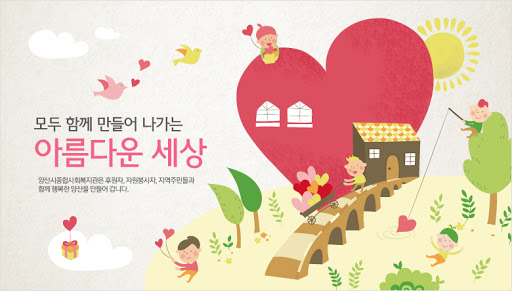 모두 함께 만들어 나가는
아름다운 세상
양산시종합사회복지관은 후원자, 자원봉사자, 지역주민들과
함께 행복한 양산을 만들어 갑니다.